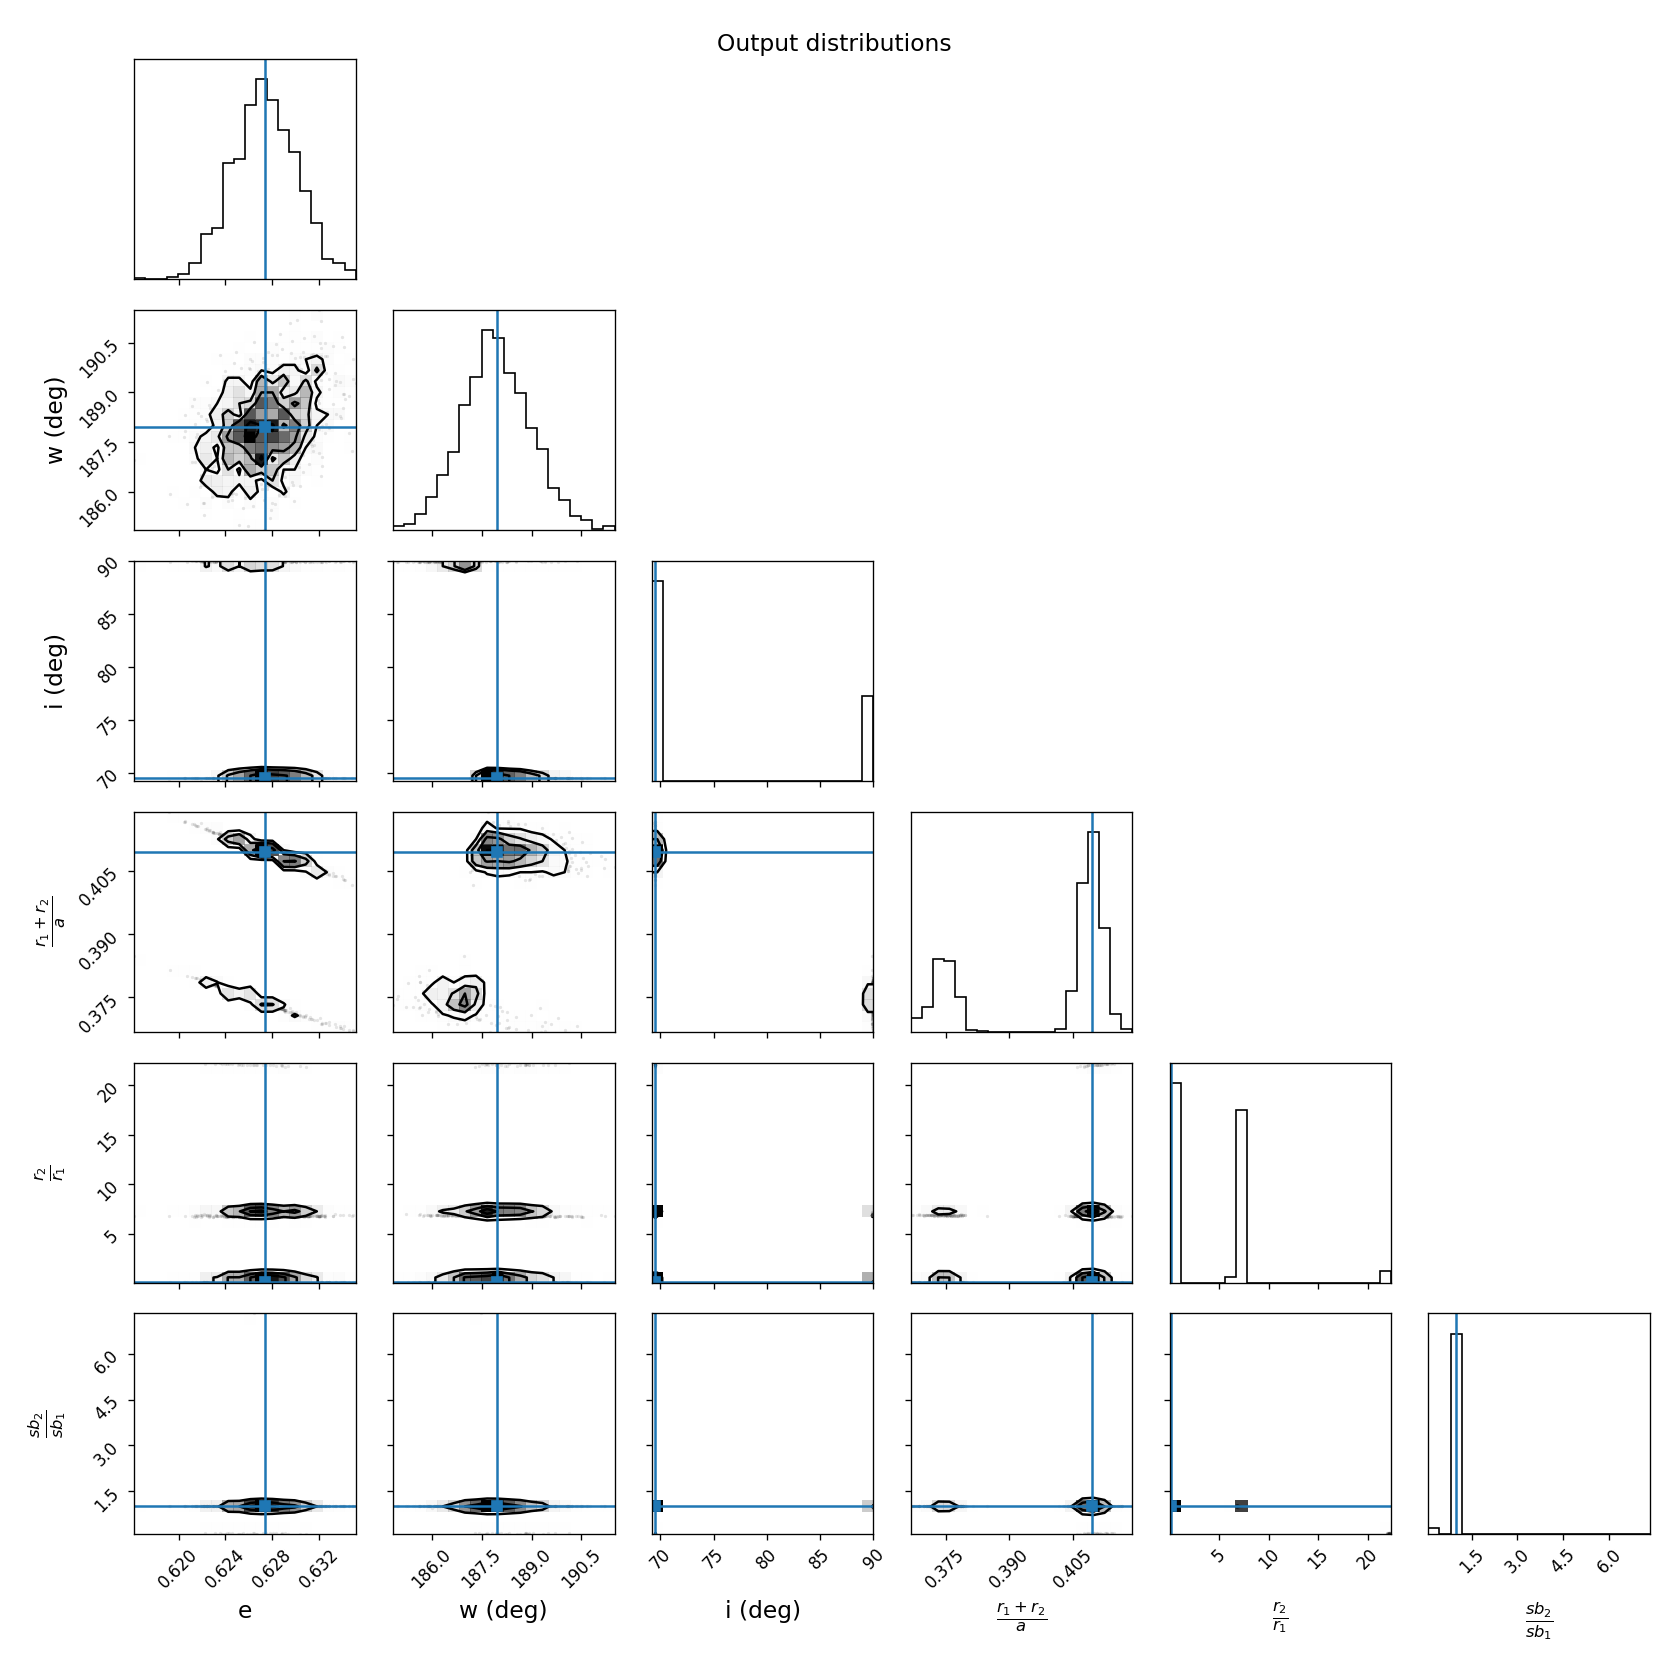 Output distributions
190.5
189.0
187.5
186.0
w (deg)
90
85
80
75
70
i (deg)
0.405
0.390
0.375
r₁ + r₂
a
20
15
10
5
r₂
r₁
6.0
4.5
3.0
1.5
sb₂
sb₁
0.620 0.624 0.628 0.632 186.0 187.5 189.0 190.5 70 75 80 85 90 0.375 0.390 0.405 5 10 15 20 1.5 3.0 4.5 6.0
e w (deg) i (deg) r₁ + r₂ r₂ sb₂
a r₁ sb₁